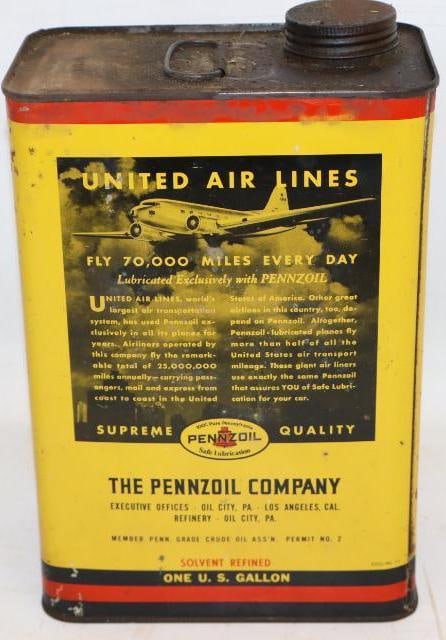 UNITED AIR LINES
FLY 70,000 MILES EVERY DAY
Lubricated Exclusively with PENNZOIL
UNITED AIR LINES, world's
largest air transportation
system, has used Pennzoil ex-
clusively in all its planes for
years. Airliners operated by
this company fly the remark-
able total of 25,000,000
miles annually—carrying pass-
engers, mail and express from
coast to coast in the United
States of America. Other great
airlines in this country, too, de-
pend on Pennzoil. Altogether,
Pennzoil-lubricated planes fly
more than half of all the
United States air transport
mileage. These giant air liners
use exactly the same Pennzoil
that assures YOU of Safe Lubri-
cation for your car.
SUPREME QUALITY
100% Pure Pennsylvania
PENNZOIL
Safe Lubrication
THE PENNZOIL COMPANY
EXECUTIVE OFFICES - OIL CITY, PA. - LOS ANGELES, CAL.
REFINERY - OIL CITY, PA.
MEMBER PENN. GRADE CRUDE OIL ASS'N. PERMIT NO. 2
SOLVENT REFINED
ONE U. S. GALLON